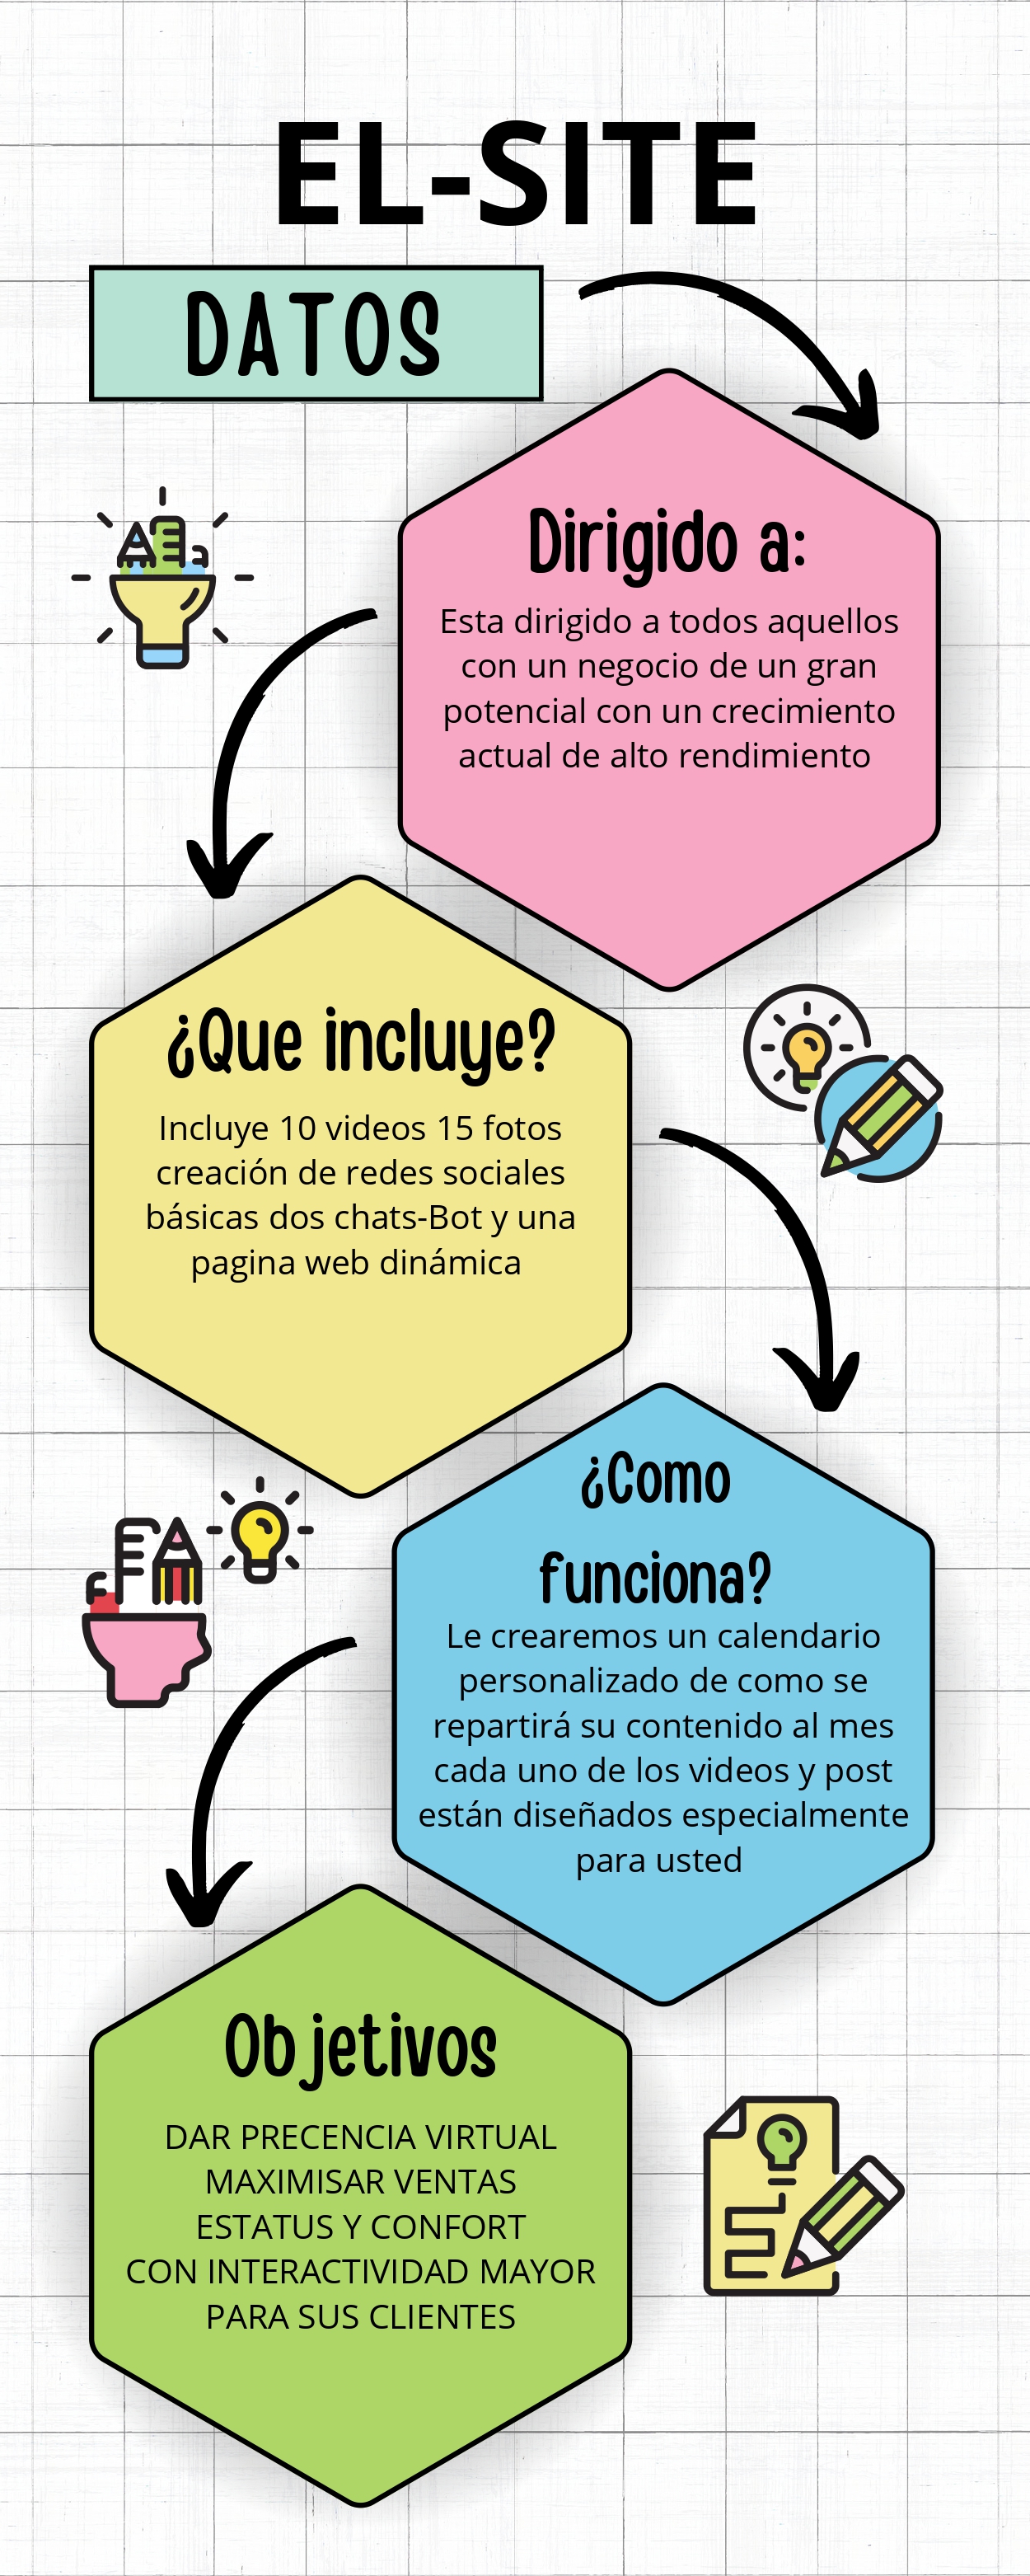 EL-SITE
DATOS
Dirigido a:
Esta dirigido a todos aquellos
con un negocio de un gran
potencial con un crecimiento
actual de alto rendimiento
¿Que incluye?
Incluye 10 videos 15 fotos
creación de redes sociales
básicas dos chats-Bot y una
pagina web dinámica
¿Como
funciona?
Le crearemos un calendario
personalizado de como se
repartirá su contenido al mes
cada uno de los videos y post
están diseñados especialmente
para usted
Objetivos
DAR PRECENCIA VIRTUAL
MAXIMISAR VENTAS
ESTATUS Y CONFORT
CON INTERACTIVIDAD MAYOR
PARA SUS CLIENTES